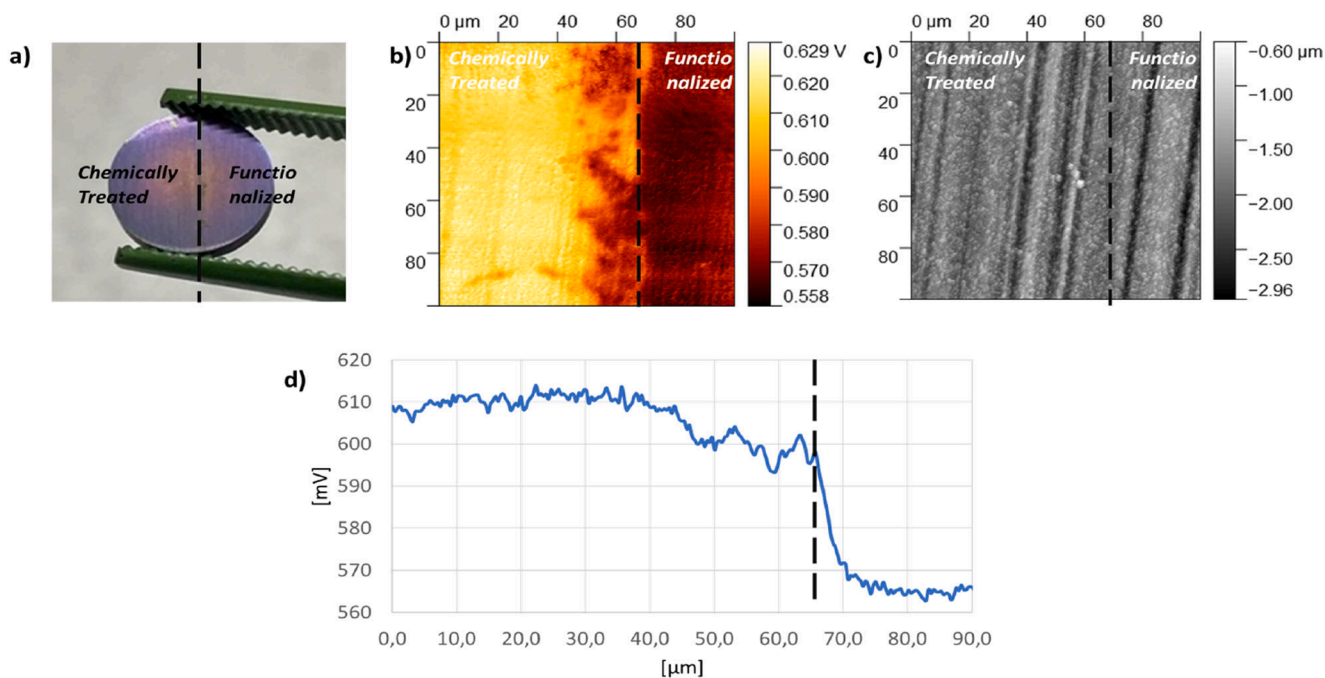 a)
Chemically
Treated
Functio
nalized
b)
0 µm 20 40 60 80
0
20
40
60
80
Chemically
Treated
Functio
nalized
0.629 V
0.620
0.610
0.600
0.590
0.580
0.570
0.558
c)
0 µm 20 40 60 80
0
20
40
60
80
Chemically
Treated
Functio
nalized
−0.60 µm
−1.00
−1.50
−2.00
−2.50
−2.96
d)
620
610
600
590
580
570
560
[mV]
0,0 10,0 20,0 30,0 40,0 50,0 60,0 70,0 80,0 90,0
[µm]